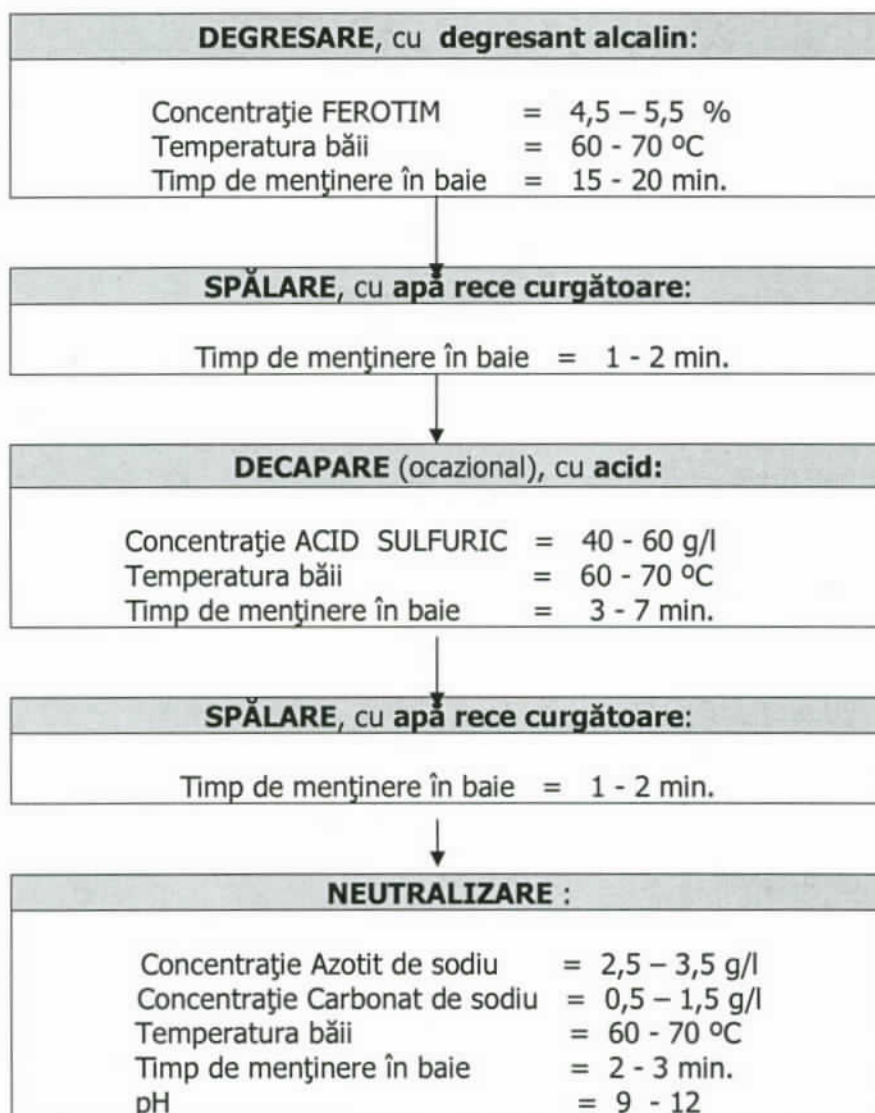 DEGRESARE, cu degresant alcalin:
Concentraţie FEROTIM = 4,5 – 5,5 %
Temperatura băii = 60 - 70 ºC
Timp de menţinere în baie = 15 - 20 min.
SPĂLARE, cu apă rece curgătoare:
Timp de menţinere în baie = 1 - 2 min.
DECAPARE (ocazional), cu acid:
Concentraţie ACID SULFURIC = 40 - 60 g/l
Temperatura băii = 60 - 70 ºC
Timp de menţinere în baie = 3 - 7 min.
SPĂLARE, cu apă rece curgătoare:
Timp de menţinere în baie = 1 - 2 min.
NEUTRALIZARE :
Concentraţie Azotit de sodiu = 2,5 – 3,5 g/l
Concentraţie Carbonat de sodiu = 0,5 – 1,5 g/l
Temperatura băii = 60 - 70 ºC
Timp de menţinere în baie = 2 - 3 min.
pH = 9 - 12